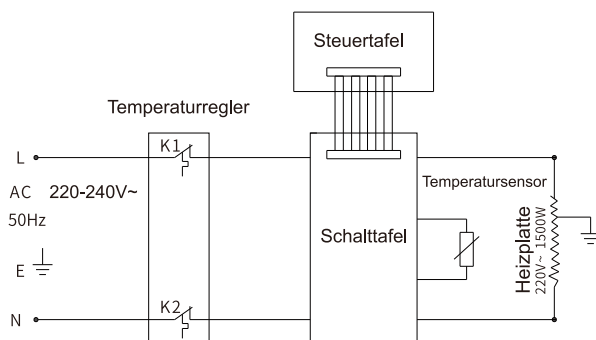 Steuertafel
Temperaturregler
K1
L
AC 220-240V~
50Hz
Temperatursensor
Schalttafel
Heizplatte
220V~ 1500W
E
K2
N